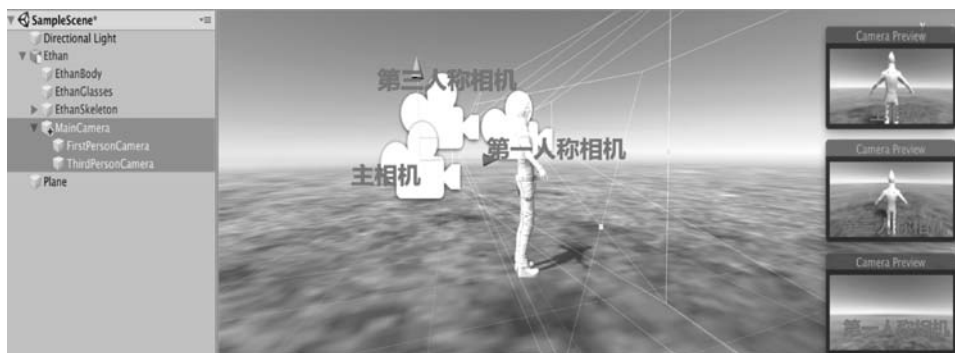 SampleScene*
Directional Light
Ethan
EthanBody
EthanGlasses
EthanSkeleton
MainCamera
FirstPersonCamera
ThirdPersonCamera
Plane
第三人称相机
第一人称相机
主相机
Camera Preview
Camera Preview
Camera Preview
第一人称相机